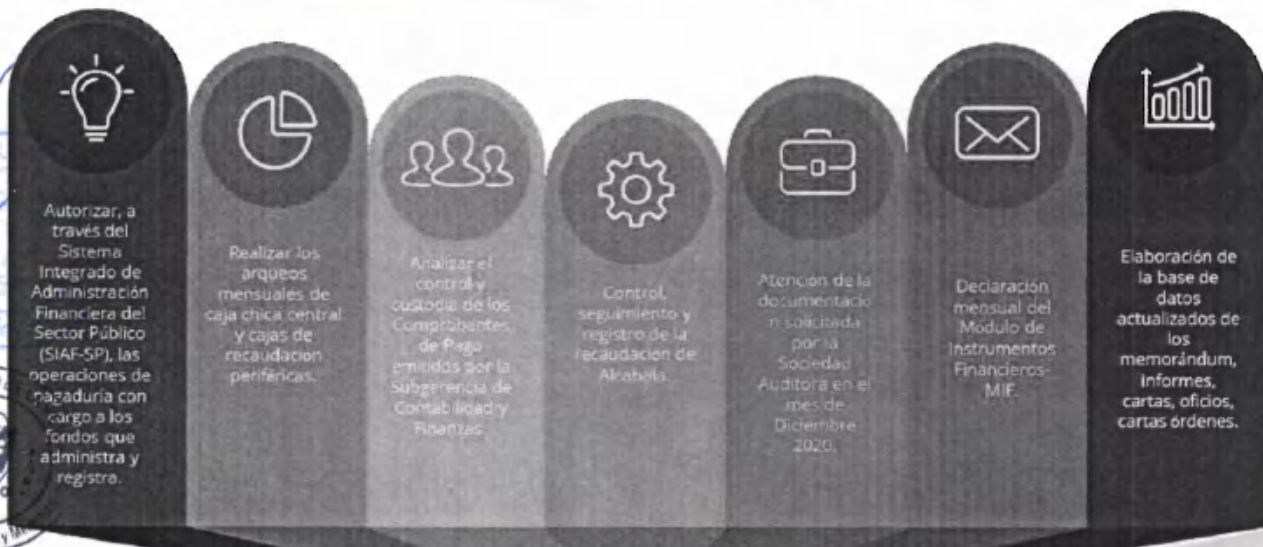 Autorizar, a
través del
Sistema
Integrado de
Administración
Financiera del
Sector Público
(SIAF-SP), las
operaciones de
pagaduría con
cargo a los
fondos que
administra y
registra.
Realizar los
arqueos
mensuales de
caja chica central
y cajas de
recaudación
periféricas.
Analizar el
control y
custodia de los
Comprobantes
de Pago
emitidos por la
Subgerencia de
Contabilidad y
Finanzas
Control,
seguimiento y
registro de la
recaudación de
Alcabala.
Atención de la
documentació
n solicitada
por la
Sociedad
Auditora en el
mes de
Diciembre
2020.
Declaración
mensual del
Módulo de
Instrumentos
Financieros-
MIF.
Elaboración de
la base de
datos
actualizados de
los
memorándum,
informes,
cartas, oficios,
cartas órdenes.